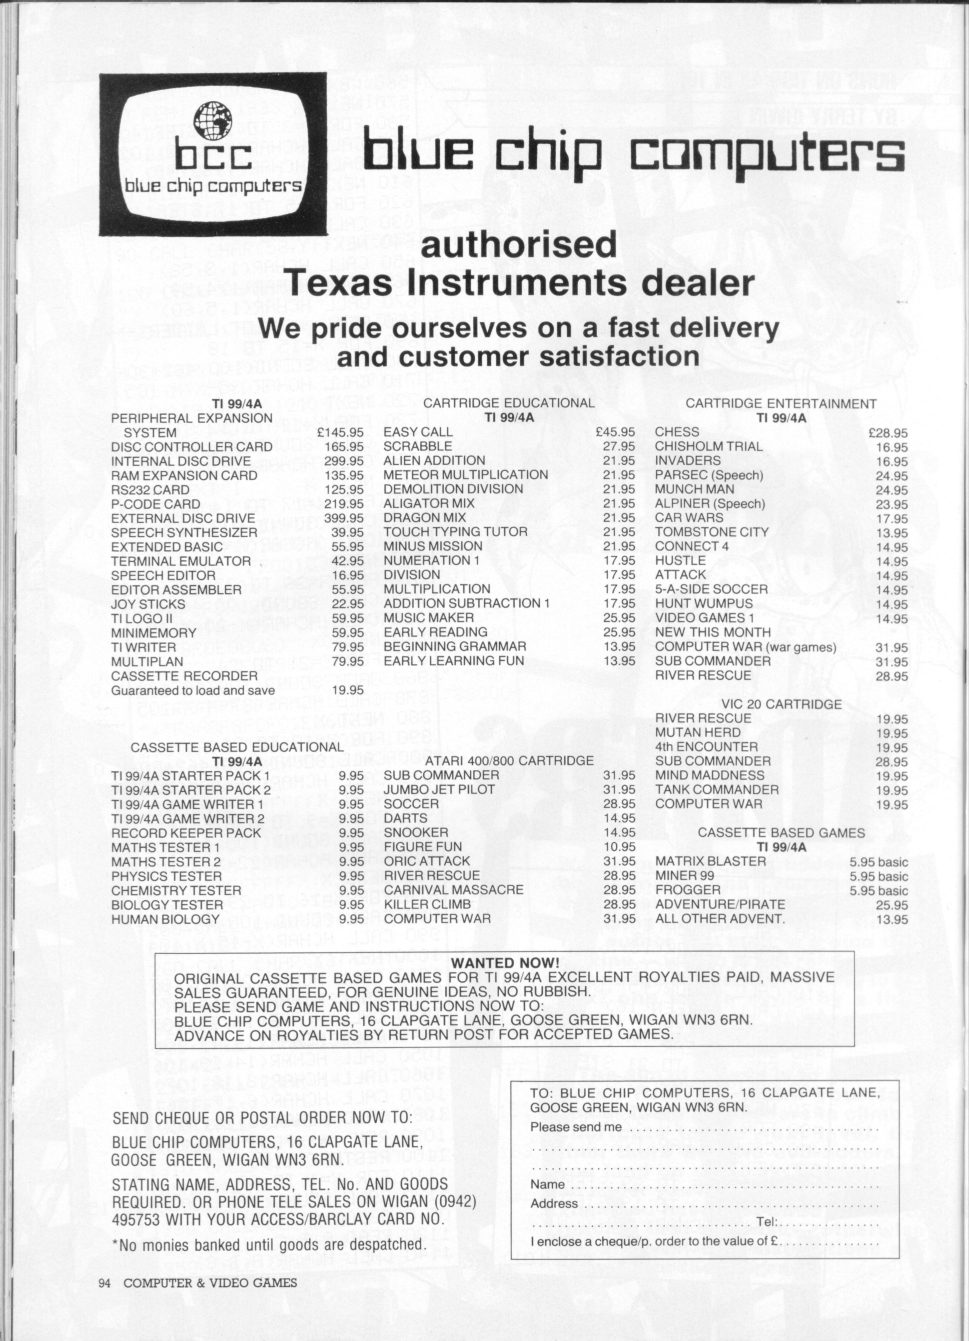 bcc
blue chip computers
blue chip computers
authorised
Texas Instruments dealer
We pride ourselves on a fast delivery
and customer satisfaction
TI 99/4A
PERIPHERAL EXPANSION
SYSTEM £145.95
DISC CONTROLLER CARD 165.95
INTERNAL DISC DRIVE 299.95
RAM EXPANSION CARD 135.95
RS232 CARD 125.95
P-CODE CARD 219.95
EXTERNAL DISC DRIVE 399.95
SPEECH SYNTHESIZER 39.95
EXTENDED BASIC 55.95
TERMINAL EMULATOR 42.95
SPEECH EDITOR 16.95
EDITOR ASSEMBLER 55.95
JOY STICKS 22.95
TI LOGO II 59.95
MINIMEMORY 59.95
TI WRITER 79.95
MULTIPLAN 79.95
CASSETTE RECORDER
Guaranteed to load and save 19.95
CASSETTE BASED EDUCATIONAL
TI 99/4A
TI 99/4A STARTER PACK 1 9.95
TI 99/4A STARTER PACK 2 9.95
TI 99/4A GAME WRITER 1 9.95
TI 99/4A GAME WRITER 2 9.95
RECORD KEEPER PACK 9.95
MATHS TESTER 1 9.95
MATHS TESTER 2 9.95
PHYSICS TESTER 9.95
CHEMISTRY TESTER 9.95
BIOLOGY TESTER 9.95
HUMAN BIOLOGY 9.95
CARTRIDGE EDUCATIONAL
TI 99/4A
EASY CALL £45.95
SCRABBLE 27.95
ALIEN ADDITION 21.95
METEOR MULTIPLICATION 21.95
DEMOLITION DIVISION 21.95
ALIGATOR MIX 21.95
DRAGON MIX 21.95
TOUCH TYPING TUTOR 21.95
MINUS MISSION 21.95
NUMERATION 1 17.95
DIVISION 17.95
MULTIPLICATION 17.95
ADDITION SUBTRACTION 1 17.95
MUSIC MAKER 25.95
EARLY READING 25.95
BEGINNING GRAMMAR 13.95
EARLY LEARNING FUN 13.95
ATARI 400/800 CARTRIDGE
SUB COMMANDER 31.95
JUMBO JET PILOT 31.95
SOCCER 28.95
DARTS 14.95
SNOOKER 14.95
FIGURE FUN 10.95
ORIC ATTACK 31.95
RIVER RESCUE 28.95
CARNIVAL MASSACRE 28.95
KILLER CLIMB 28.95
COMPUTER WAR 31.95
CARTRIDGE ENTERTAINMENT
TI 99/4A
CHESS £28.95
CHISHOLM TRIAL 16.95
INVADERS 16.95
PARSEC (Speech) 24.95
MUNCH MAN 24.95
ALPINER (Speech) 23.95
CAR WARS 17.95
TOMBSTONE CITY 13.95
CONNECT 4 14.95
HUSTLE 14.95
ATTACK 14.95
5-A-SIDE SOCCER 14.95
HUNT WUMPUS 14.95
VIDEO GAMES 1 14.95
NEW THIS MONTH
COMPUTER WAR (war games) 31.95
SUB COMMANDER 31.95
RIVER RESCUE 28.95
VIC 20 CARTRIDGE
RIVER RESCUE 19.95
MUTAN HERD 19.95
4th ENCOUNTER 19.95
SUB COMMANDER 28.95
MIND MADDNESS 19.95
TANK COMMANDER 19.95
COMPUTER WAR 19.95
CASSETTE BASED GAMES
TI 99/4A
MATRIX BLASTER 5.95 basic
MINER 99 5.95 basic
FROGGER 5.95 basic
ADVENTURE/PIRATE 25.95
ALL OTHER ADVENT. 13.95
WANTED NOW!
ORIGINAL CASSETTE BASED GAMES FOR TI 99/4A EXCELLENT ROYALTIES PAID, MASSIVE
SALES GUARANTEED, FOR GENUINE IDEAS, NO RUBBISH.
PLEASE SEND GAME AND INSTRUCTIONS NOW TO:
BLUE CHIP COMPUTERS, 16 CLAPGATE LANE, GOOSE GREEN, WIGAN WN3 6RN.
ADVANCE ON ROYALTIES BY RETURN POST FOR ACCEPTED GAMES.
SEND CHEQUE OR POSTAL ORDER NOW TO:
BLUE CHIP COMPUTERS, 16 CLAPGATE LANE,
GOOSE GREEN, WIGAN WN3 6RN.
STATING NAME, ADDRESS, TEL. No. AND GOODS
REQUIRED. OR PHONE TELE SALES ON WIGAN (0942)
495753 WITH YOUR ACCESS/BARCLAY CARD NO.
*No monies banked until goods are despatched.
TO: BLUE CHIP COMPUTERS, 16 CLAPGATE LANE,
GOOSE GREEN, WIGAN WN3 6RN.
Please send me
Name
Address
Tel:
I enclose a cheque/p. order to the value of £
94 COMPUTER & VIDEO GAMES